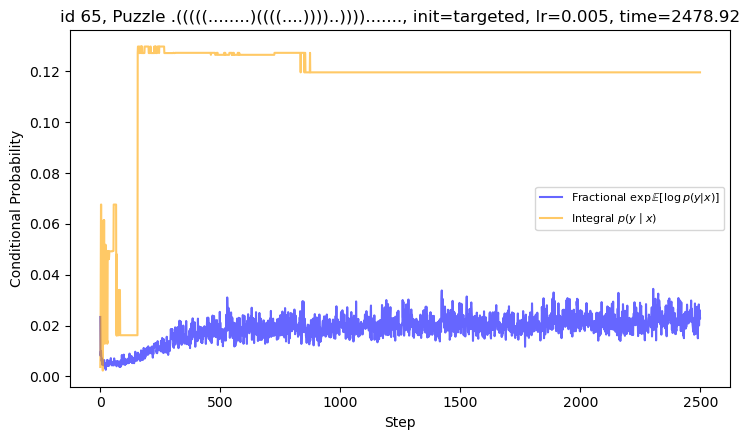 id 65, Puzzle .(((((........)((((....))))..))))......., init=targeted, lr=0.005, time=2478.92
Conditional Probability
0.12
0.10
0.08
0.06
0.04
0.02
0.00
Fractional exp𝔼[log p(y|x)]
Integral p(y | x)
0
500
1000
1500
2000
2500
Step